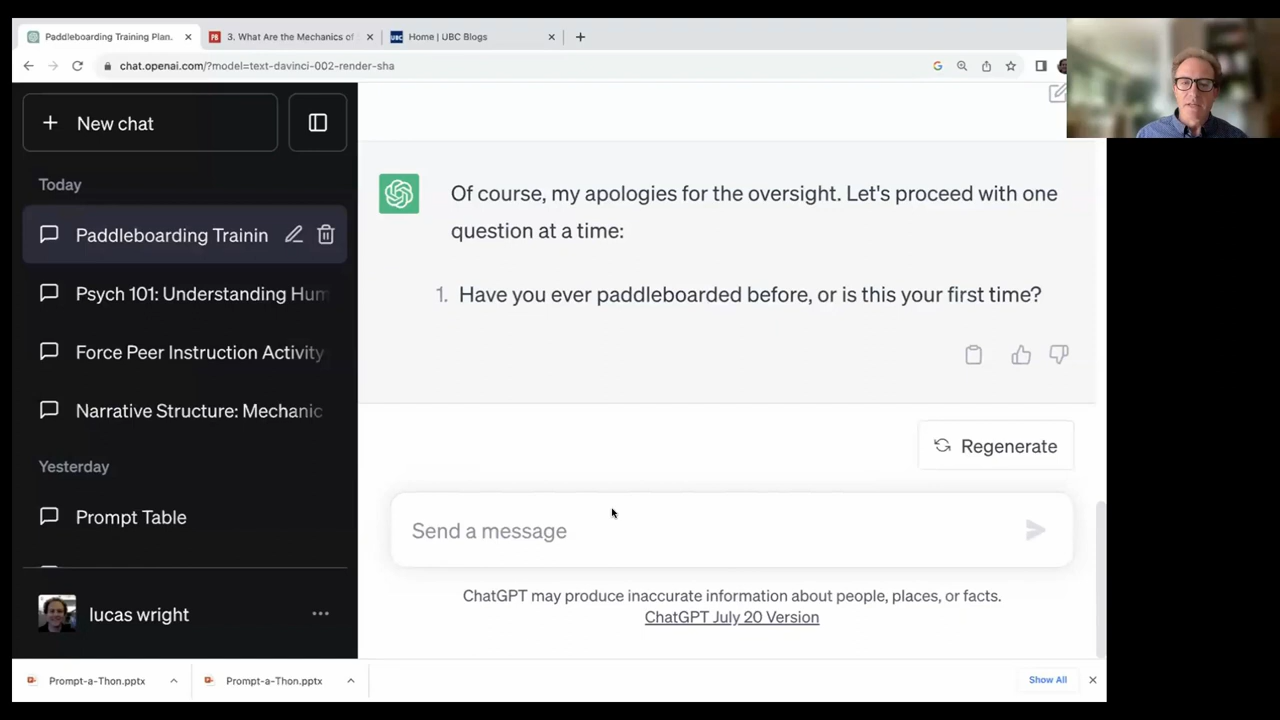 Paddleboarding Training Plan.
3. What Are the Mechanics of
Home | UBC Blogs
chat.openai.com/?model=text-davinci-002-render-sha
New chat
Today
Paddleboarding Trainin
Psych 101: Understanding Hum
Force Peer Instruction Activity
Narrative Structure: Mechanic
Yesterday
Prompt Table
lucas wright
Of course, my apologies for the oversight. Let's proceed with one
question at a time:
1. Have you ever paddleboarded before, or is this your first time?
Regenerate
Send a message
ChatGPT may produce inaccurate information about people, places, or facts.
ChatGPT July 20 Version
Prompt-a-Thon.pptx
Prompt-a-Thon.pptx
Show All